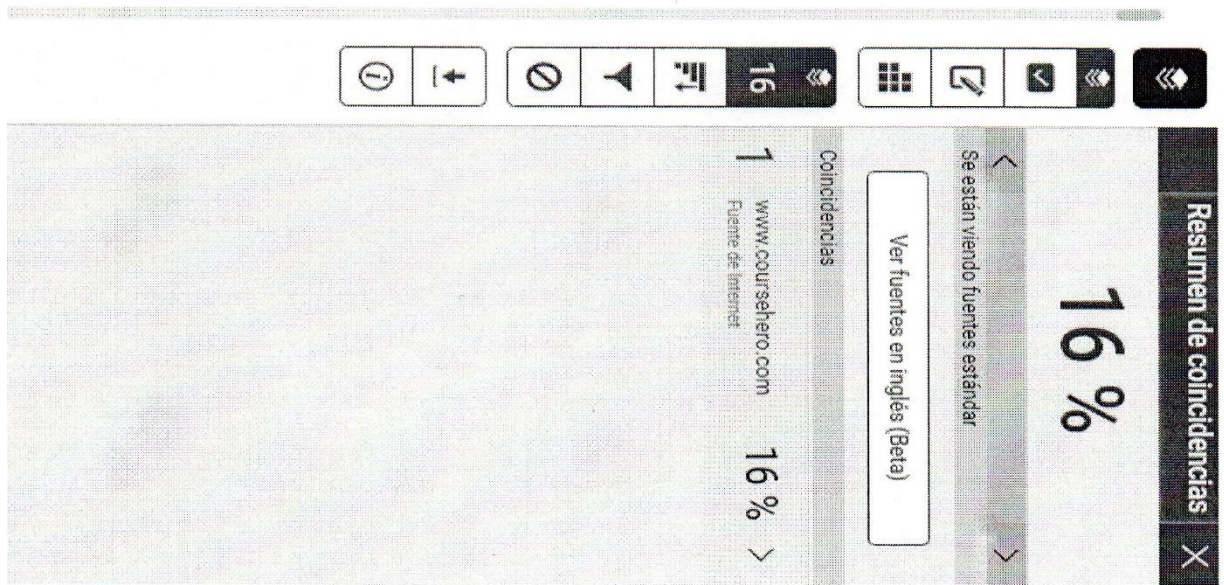 Resumen de coincidencias
16 %
Se están viendo fuentes estándar
Ver fuentes en inglés (Beta)
Coincidencias
1 www.coursehero.com 16 %
Fuente de Internet
16